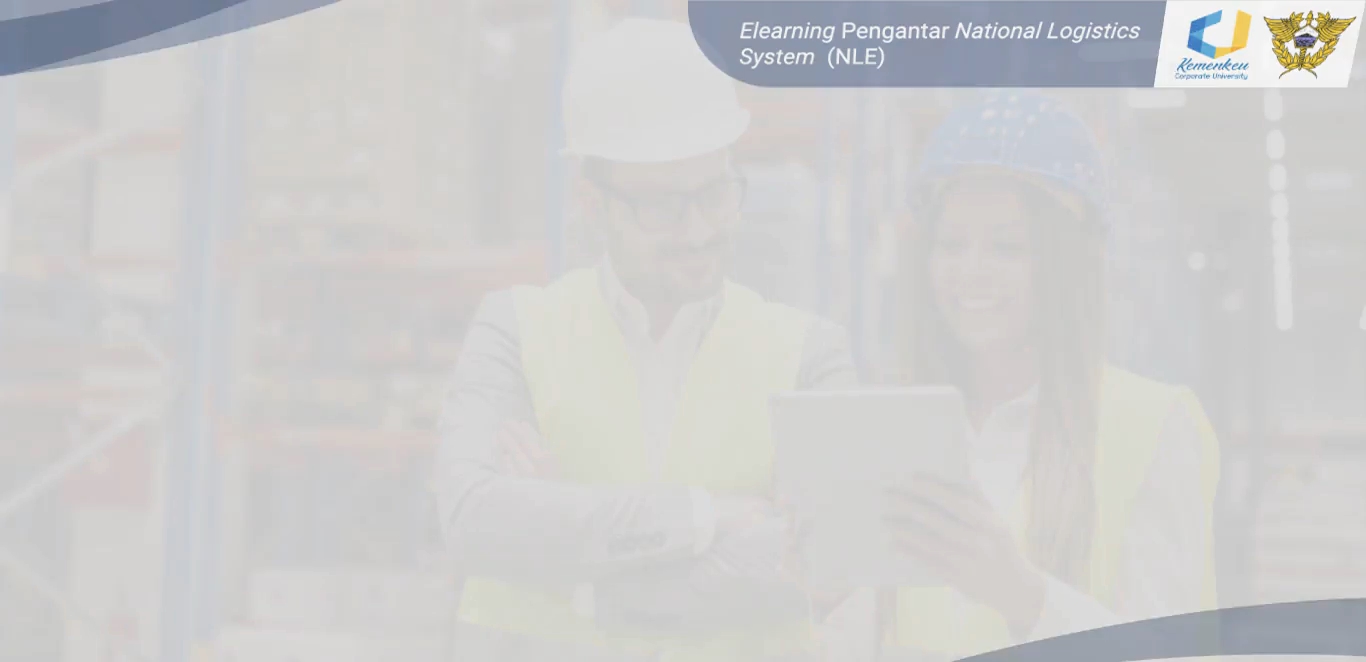 Elearning Pengantar National Logistics
System (NLE)
Kemenkeu
Corporate University